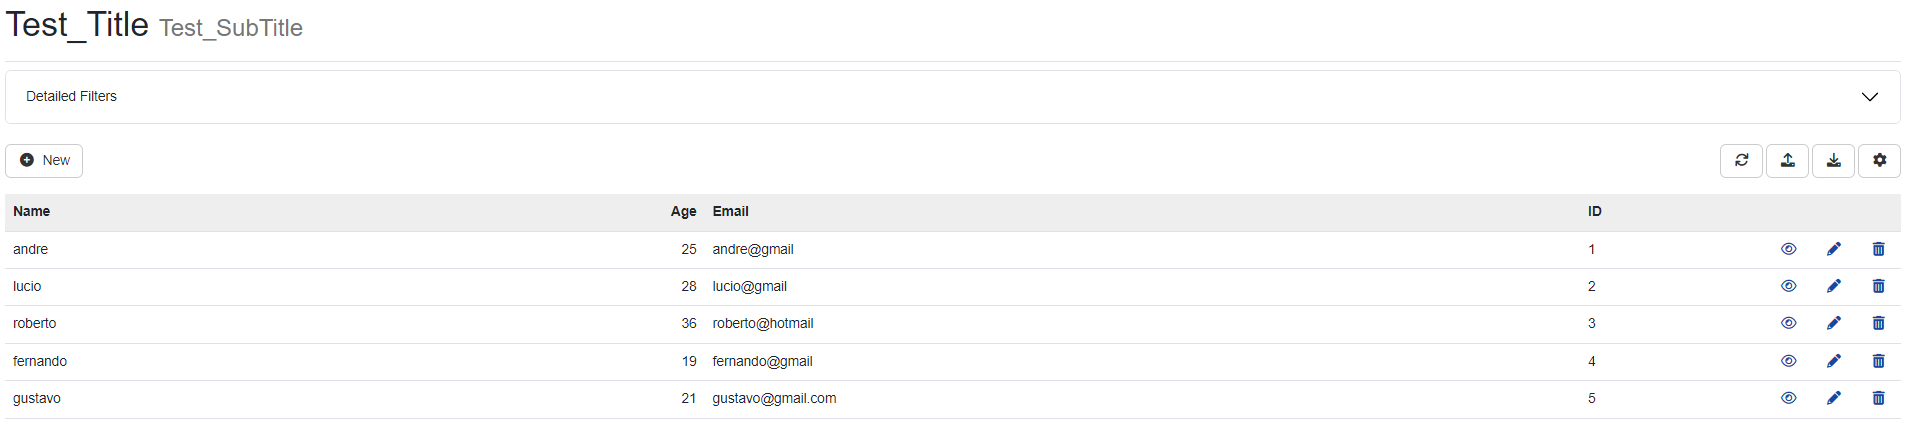 Test_Title Test_SubTitle
Detailed Filters
New
Name Age Email ID
andre 25 andre@gmail 1
lucio 28 lucio@gmail 2
roberto 36 roberto@hotmail 3
fernando 19 fernando@gmail 4
gustavo 21 gustavo@gmail.com 5